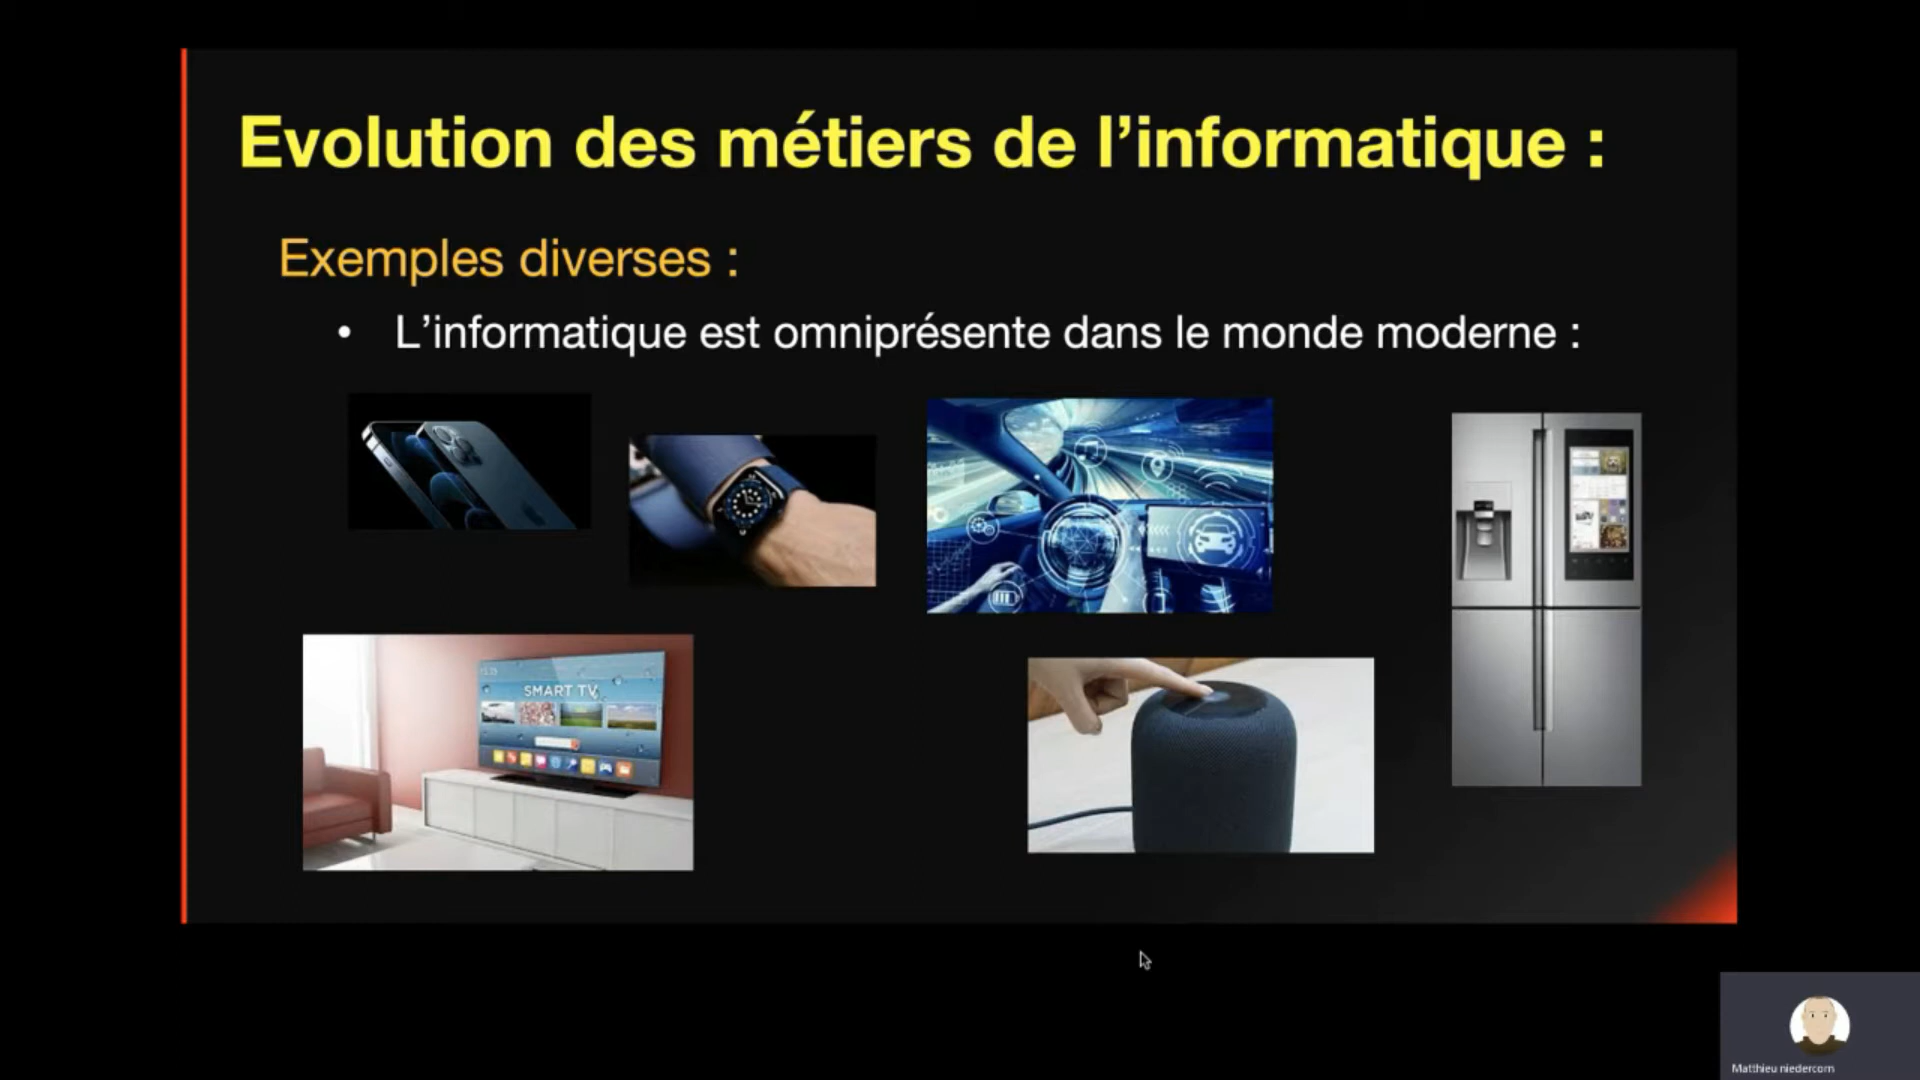 Evolution des métiers de l’informatique :
Exemples diverses :
• L’informatique est omniprésente dans le monde moderne :
SMART TV
Matthieu niedercorn